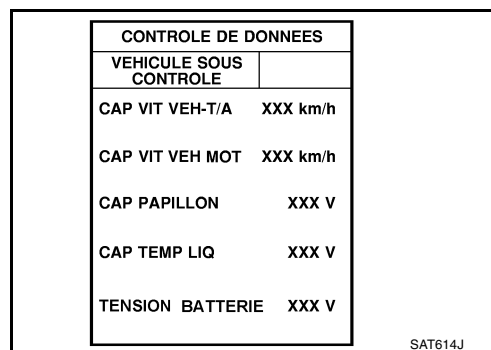 CONTROLE DE DONNEES
VEHICULE SOUS
CONTROLE
CAP VIT VEH-T/A XXX km/h
CAP VIT VEH MOT XXX km/h
CAP PAPILLON XXX V
CAP TEMP LIQ XXX V
TENSION BATTERIE XXX V
SAT614J